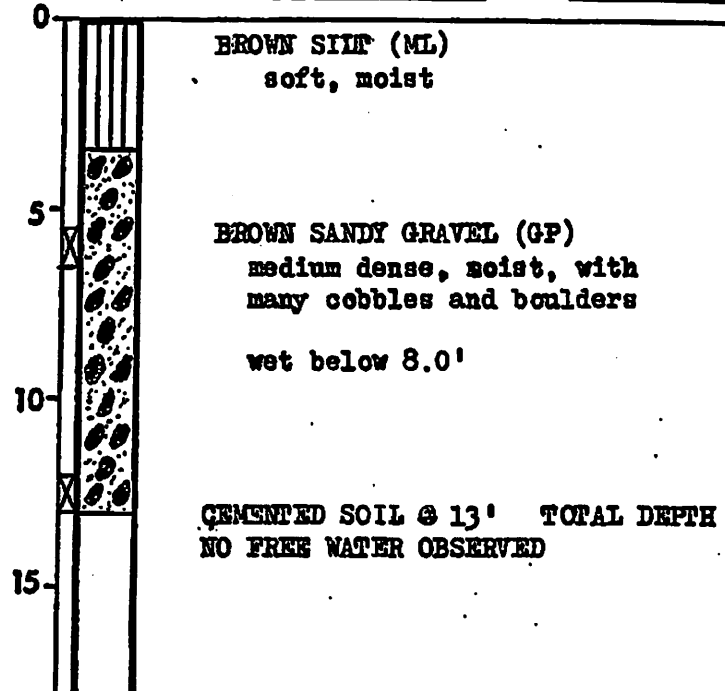 0
BROWN SILT (ML)
soft, moist
5
BROWN SANDY GRAVEL (GP)
medium dense, moist, with
many cobbles and boulders
wet below 8.0'
10
CEMENTED SOIL @ 13' TOTAL DEPTH
NO FREE WATER OBSERVED
15